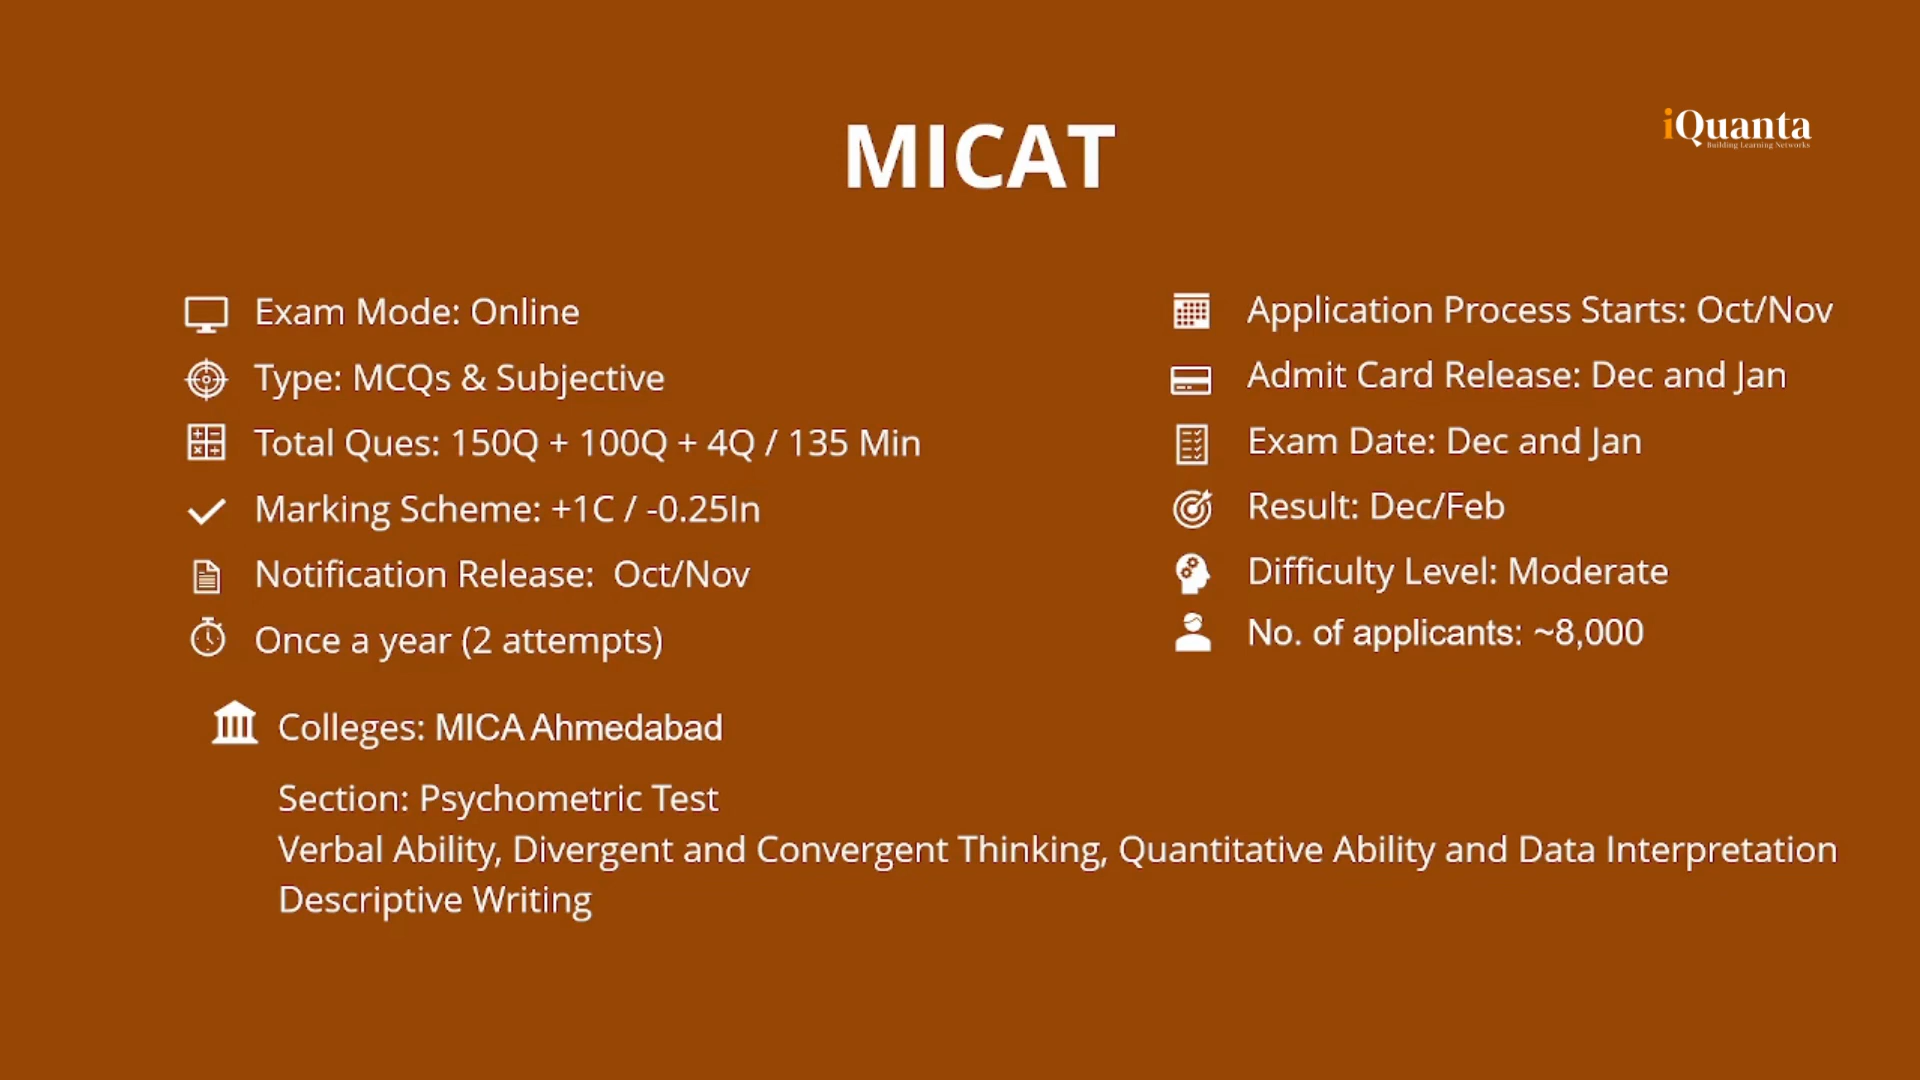 MICAT
iQuanta
Building Learning Networks
Exam Mode: Online
Type: MCQs & Subjective
Total Ques: 150Q + 100Q + 4Q / 135 Min
Marking Scheme: +1C / -0.25In
Notification Release: Oct/Nov
Once a year (2 attempts)
Application Process Starts: Oct/Nov
Admit Card Release: Dec and Jan
Exam Date: Dec and Jan
Result: Dec/Feb
Difficulty Level: Moderate
No. of applicants: ~8,000
Colleges: MICA Ahmedabad
Section: Psychometric Test
Verbal Ability, Divergent and Convergent Thinking, Quantitative Ability and Data Interpretation
Descriptive Writing